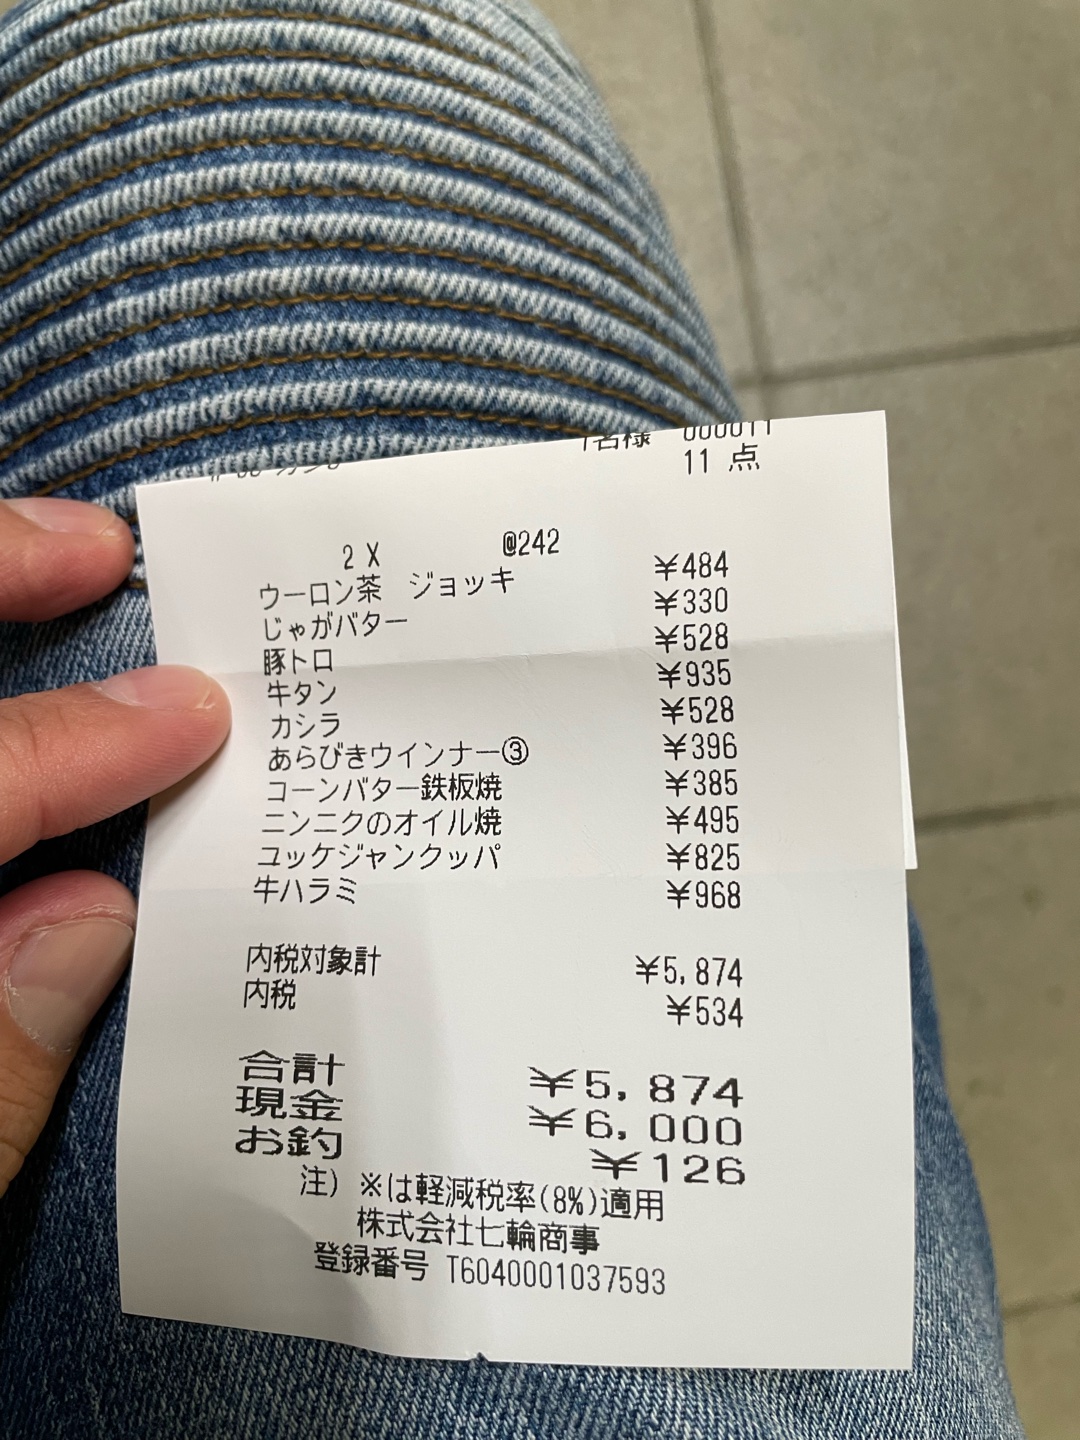 1名様 000011
11 点
2 X @242
ウーロン茶 ジョッキ ¥484
じゃがバター ¥330
豚トロ ¥528
牛タン ¥935
カシラ ¥528
あらびきウインナー③ ¥396
コーンバター鉄板焼 ¥385
ニンニクのオイル焼 ¥495
ユッケジャンクッパ ¥825
牛ハラミ ¥968
内税対象計 ¥5,874
内税 ¥534
合計 ¥5,874
現金 ¥6,000
お釣 ¥126
注) ※は軽減税率(8%)適用
株式会社七輪商事
登録番号 T6040001037593